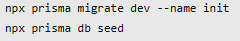 npx prisma migrate dev --name init
npx prisma db seed